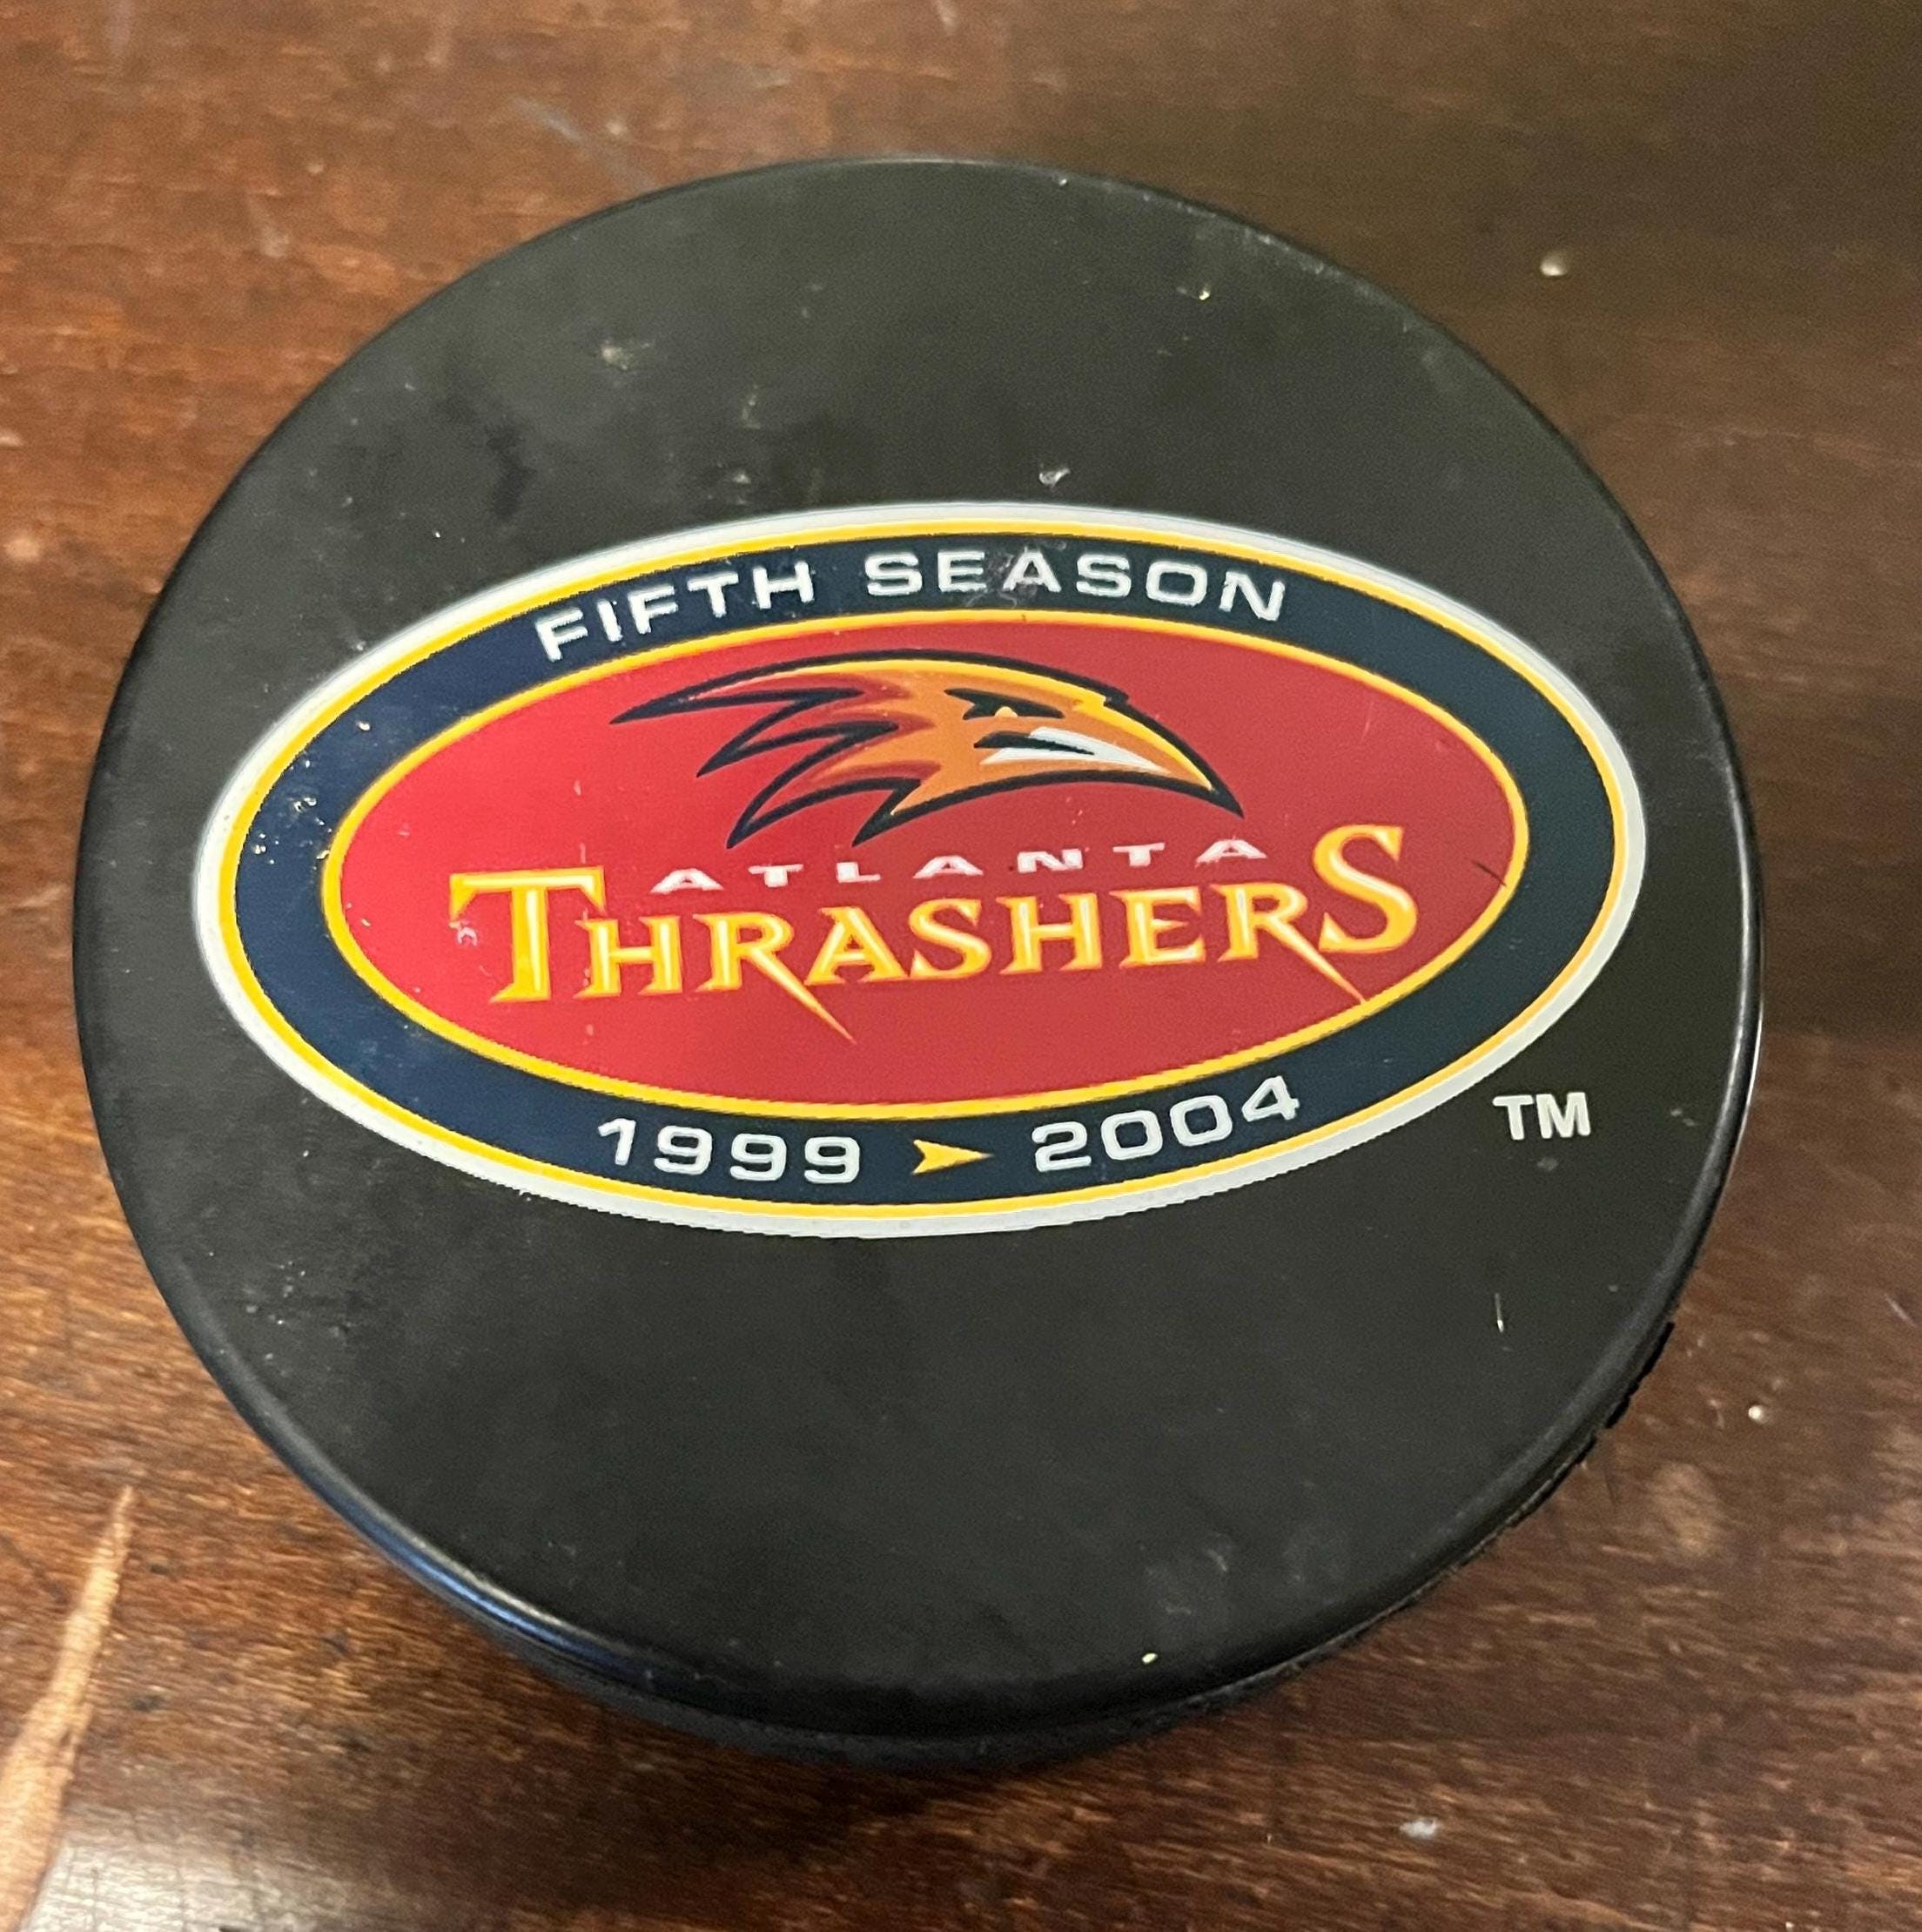 FIFTH SEASON
ATLANTA
THRASHERS
1999 2004
TM